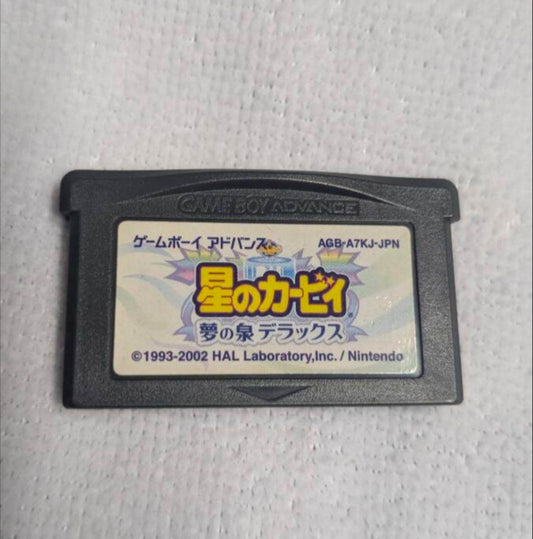 GAME BOY ADVANCE
ゲームボーイ アドバンス AGB-A7KJ-JPN
星のカービィ
夢の泉デラックス
©1993-2002 HAL Laboratory,Inc. / Nintendo